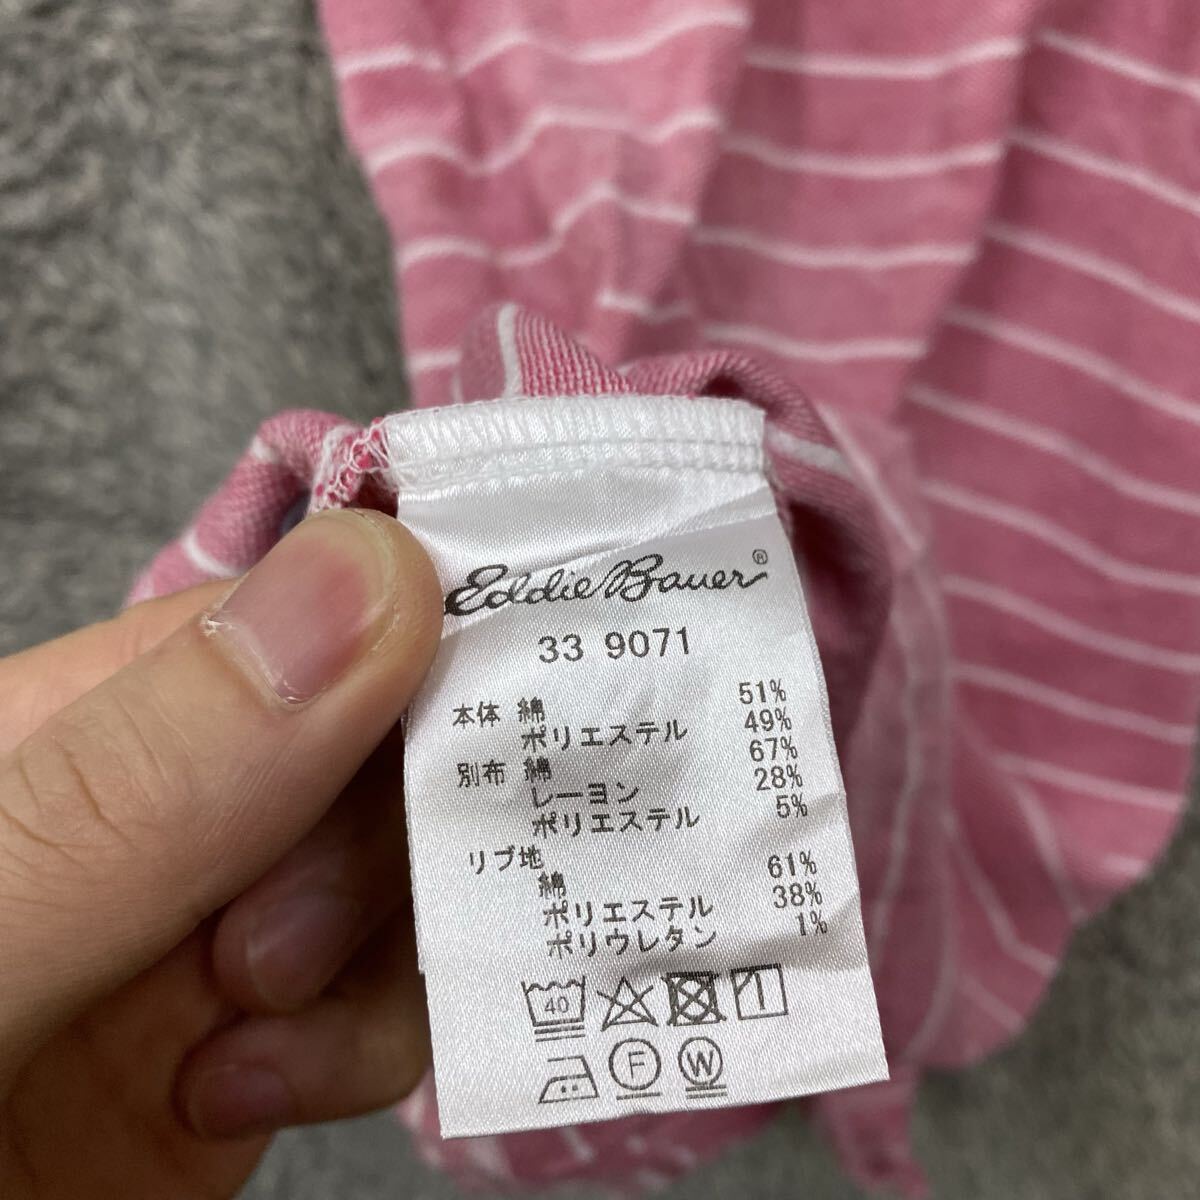 Eddie Bauer®
33 9071
本体 綿 51%
ポリエステル 49%
別布 綿 67%
レーヨン 28%
ポリエステル 5%
リブ地
綿 61%
ポリエステル 38%
ポリウレタン 1%
40
F W